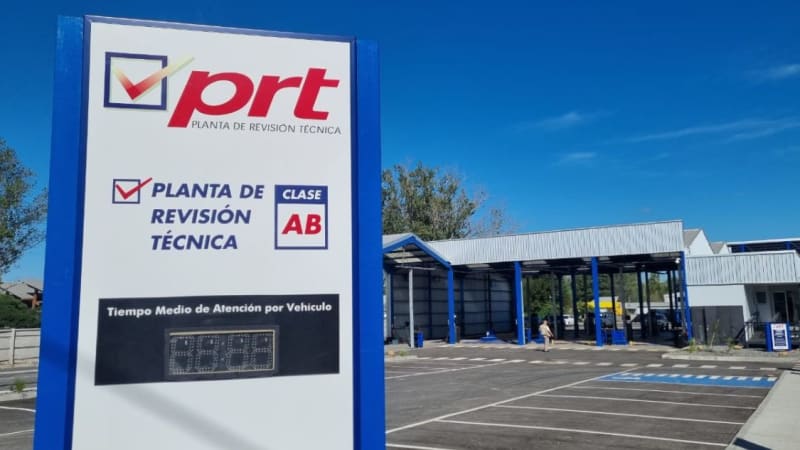 prt
PLANTA DE REVISIÓN TÉCNICA
PLANTA DE
REVISIÓN
TÉCNICA
CLASE
AB
Tiempo Medio de Atención por Vehículo